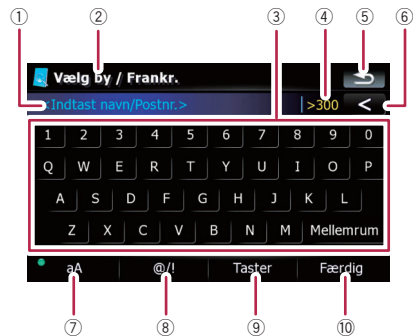 ① ② ③ ④ ⑤ ⑥
Vælg by / Frankr.
<Indtast navn/Postnr.> >300 <
1 2 3 4 5 6 7 8 9 0
Q W E R T Y U I O P
A S D F G H J K L
Z X C V B N M Mellemrum
aA @/! Taster Færdig
⑦ ⑧ ⑨ ⑩